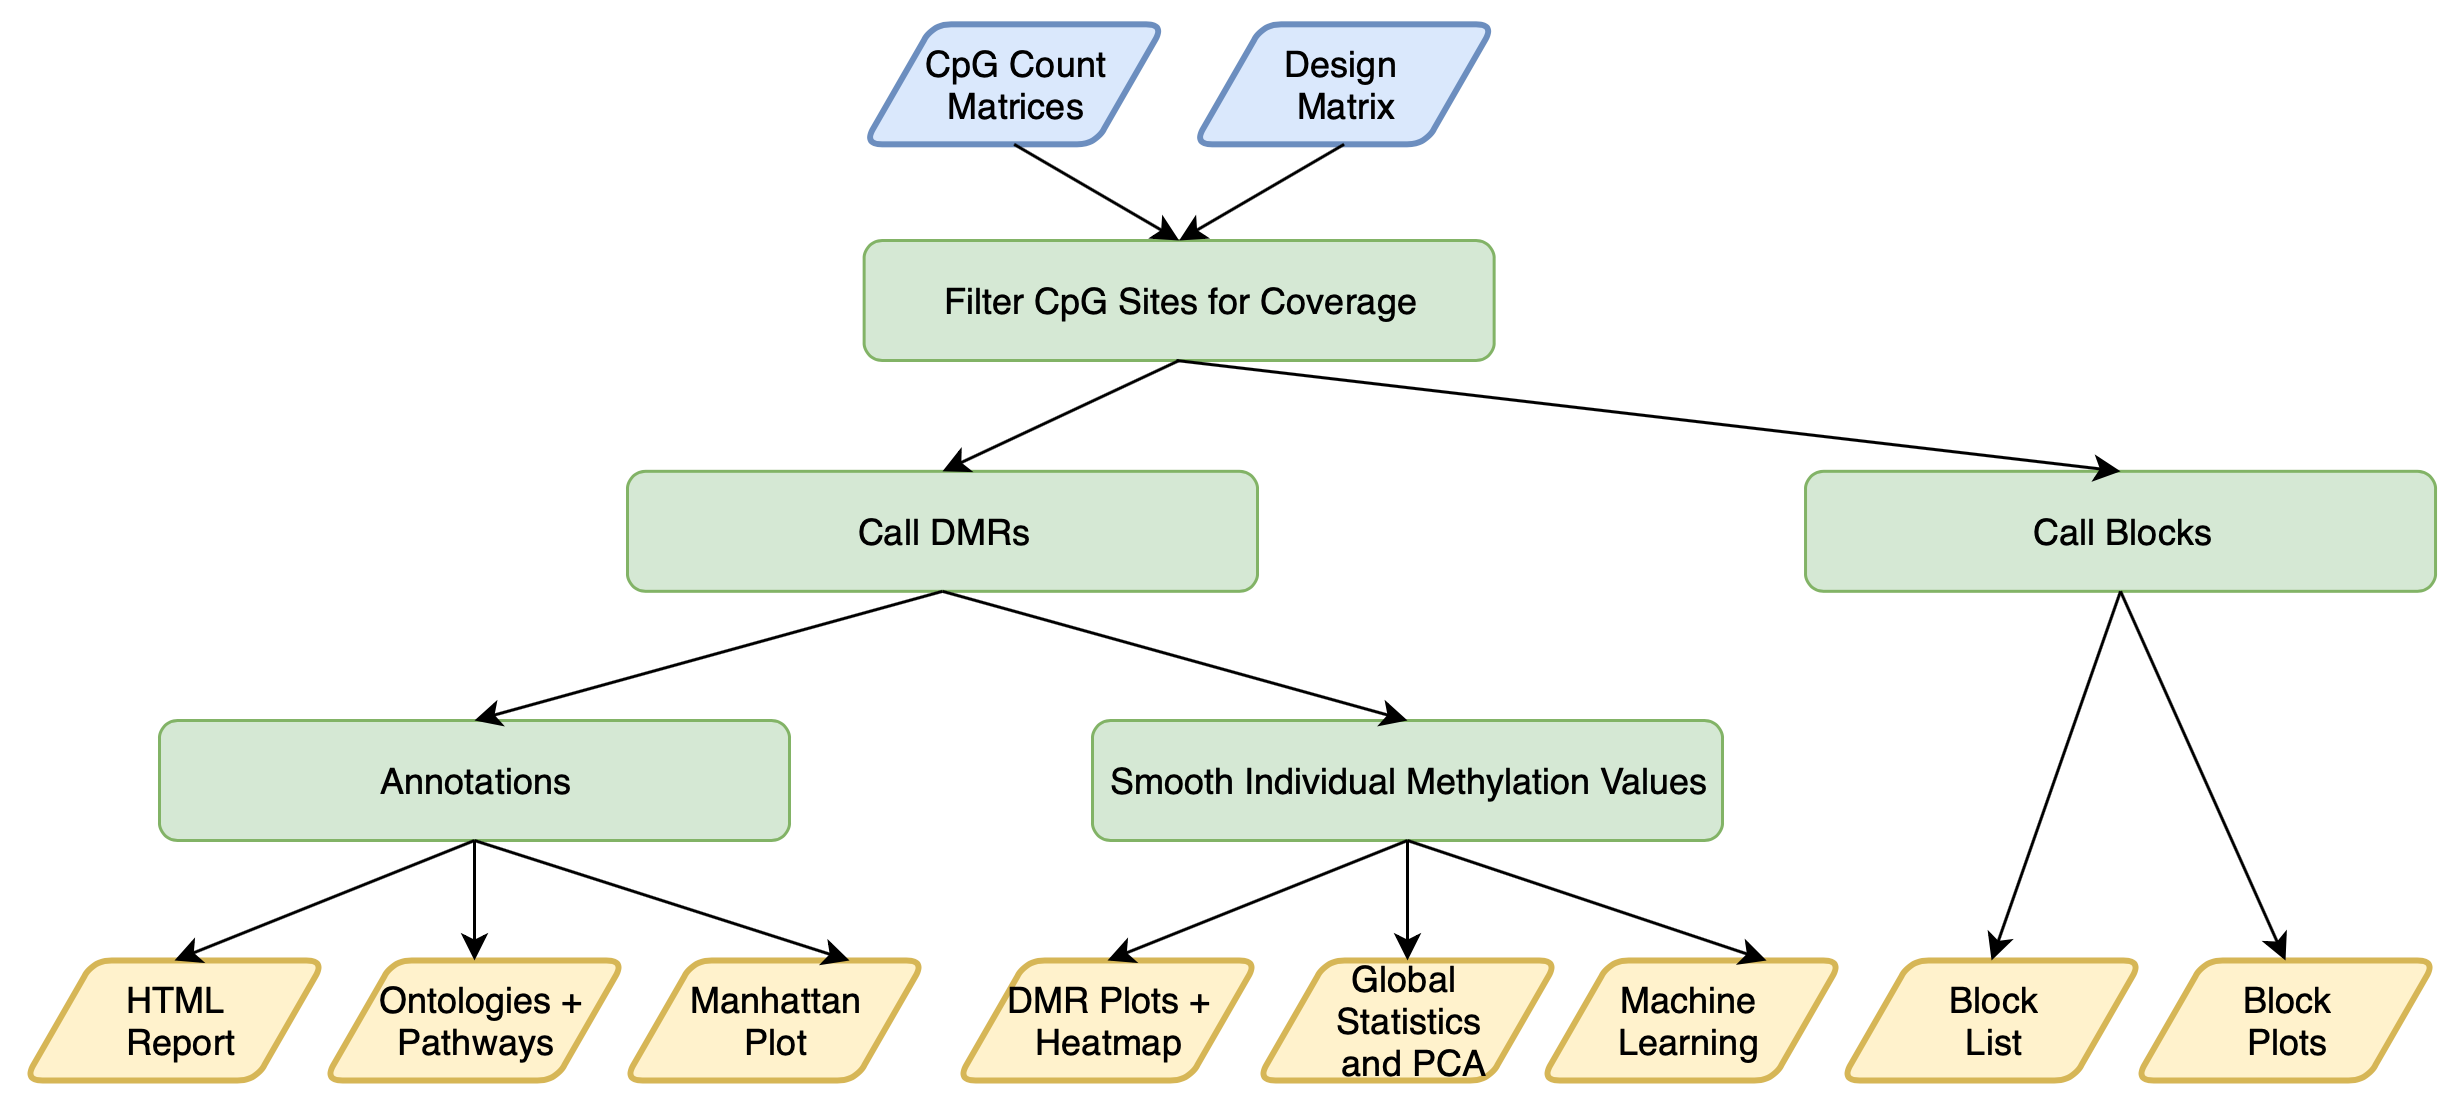 CpG Count
Matrices
Design
Matrix
Filter CpG Sites for Coverage
Call DMRs
Call Blocks
Annotations
Smooth Individual Methylation Values
HTML
Report
Ontologies +
Pathways
Manhattan
Plot
DMR Plots +
Heatmap
Global
Statistics
and PCA
Machine
Learning
Block
List
Block
Plots